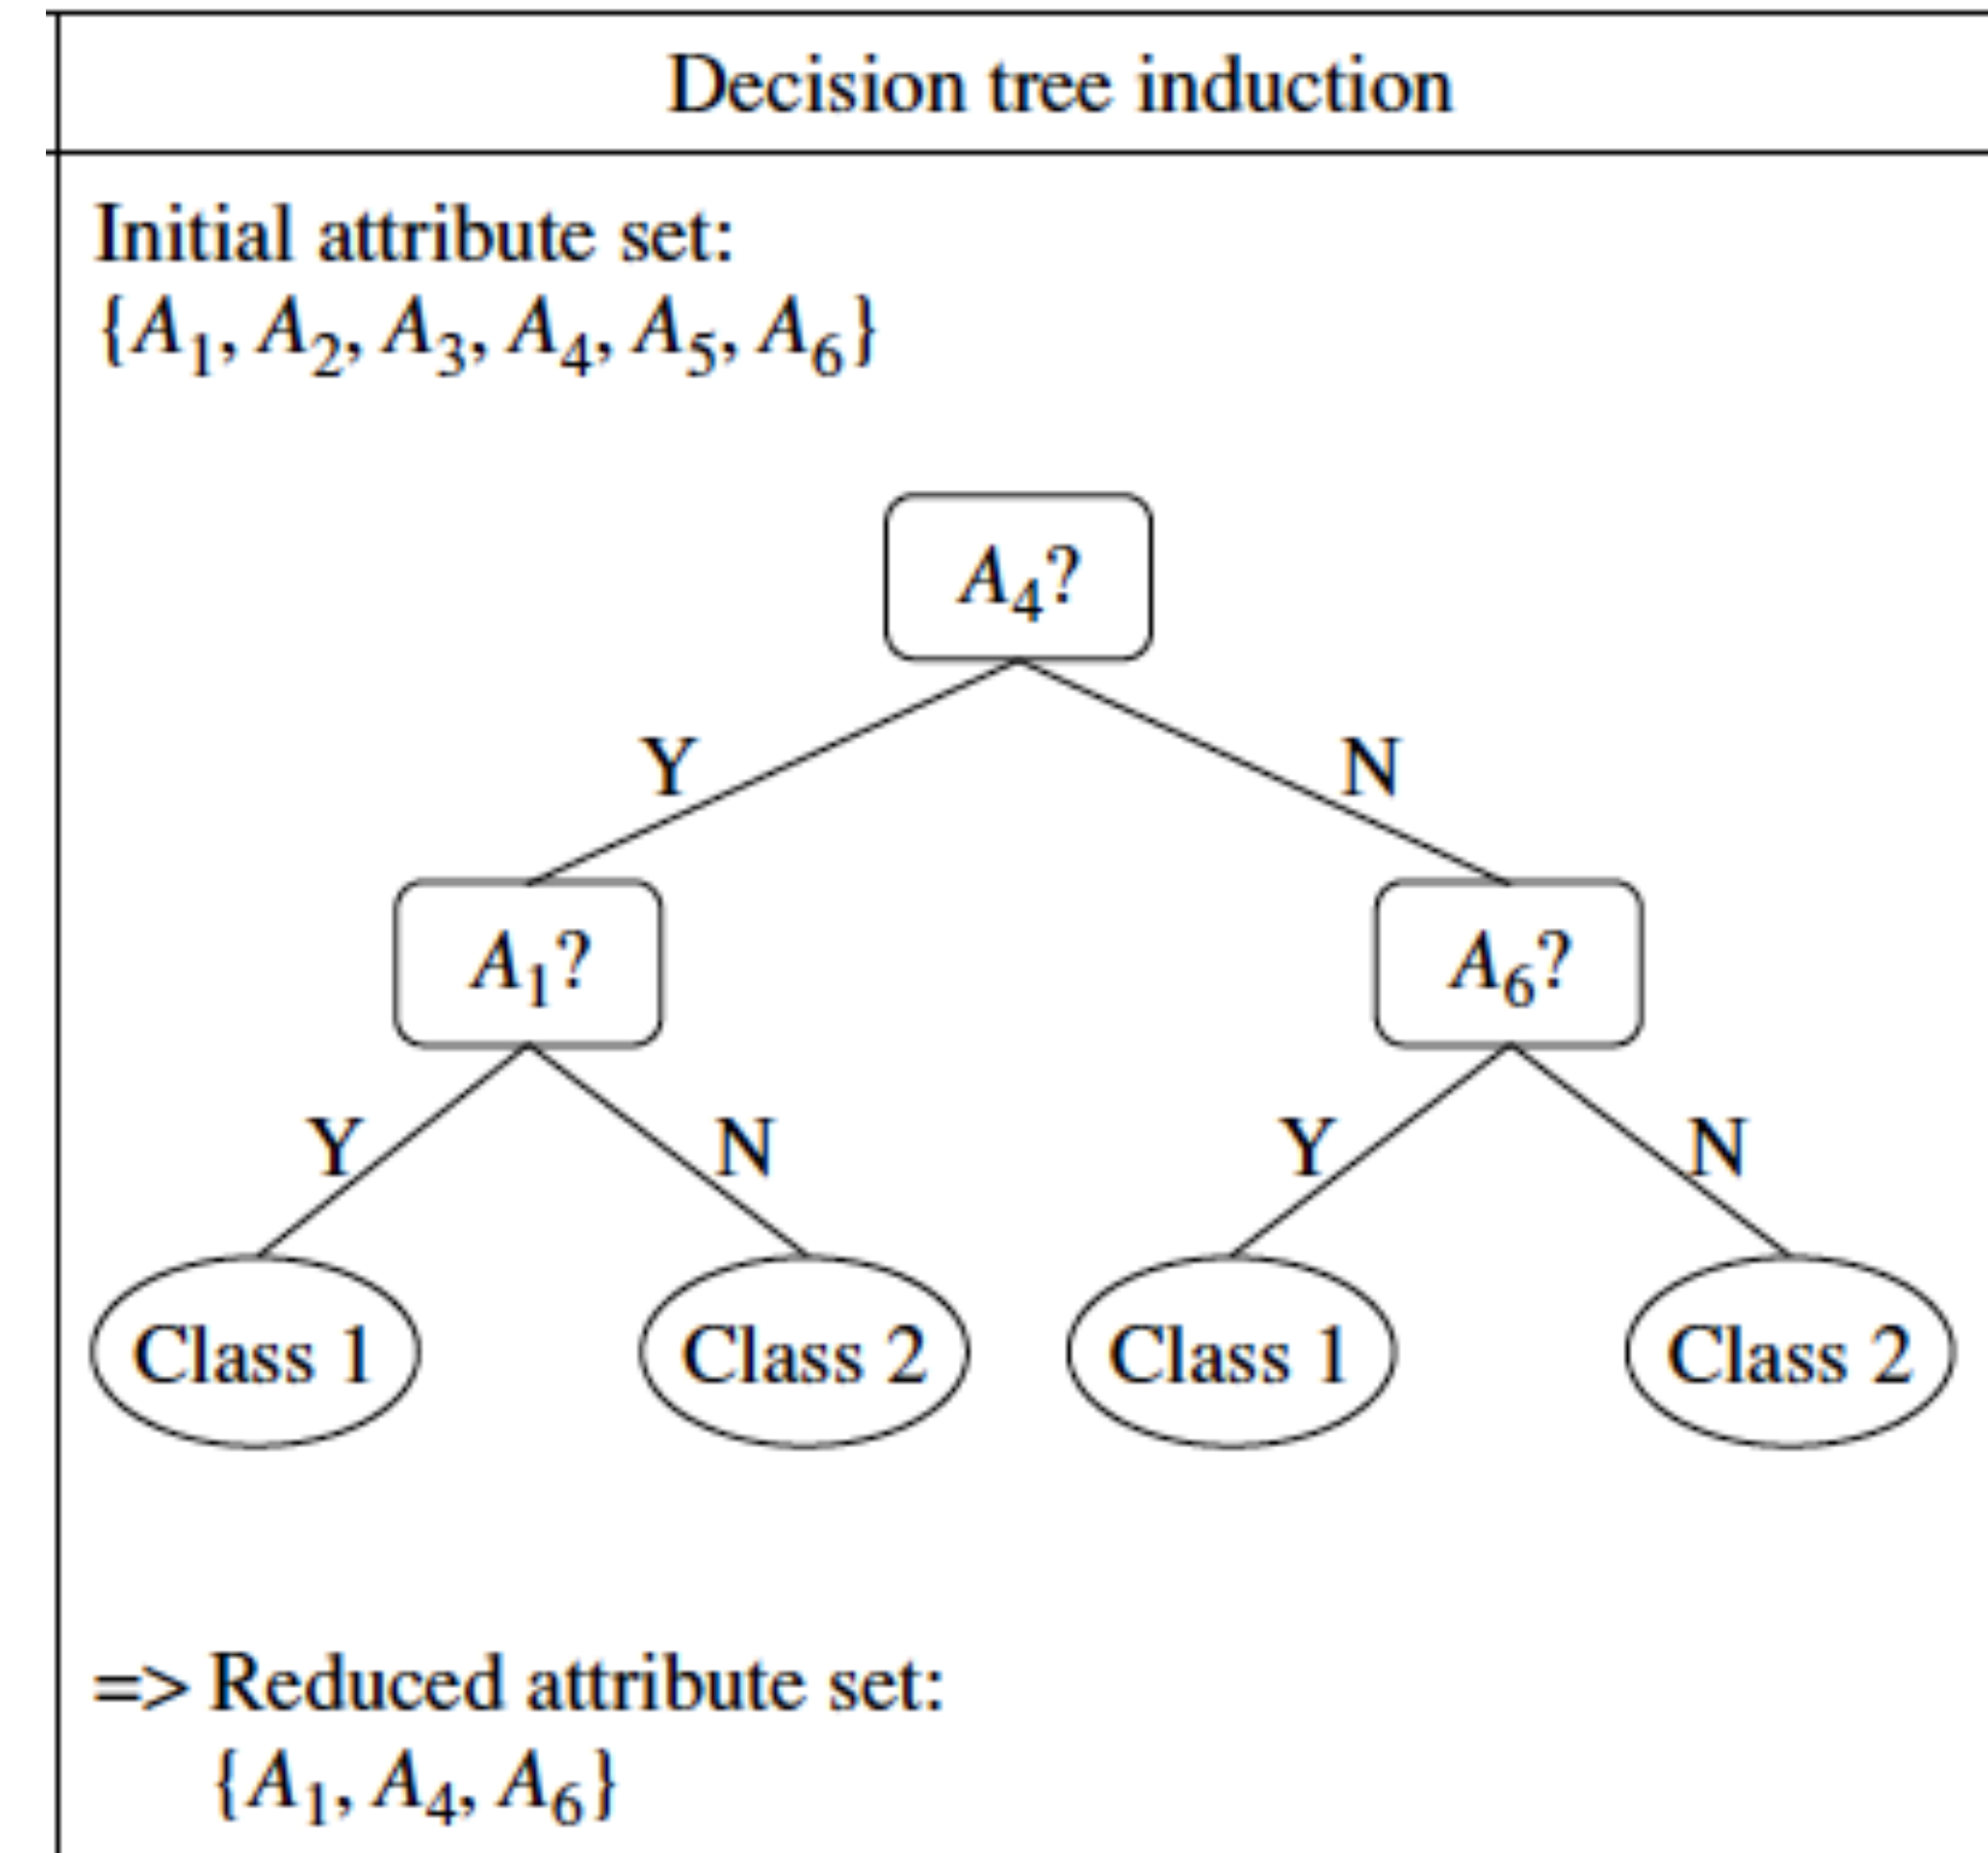 Decision tree induction
Initial attribute set:
{A₁, A₂, A₃, A₄, A₅, A₆}
A₄?
Y N
A₁? A₆?
Y N Y N
Class 1 Class 2 Class 1 Class 2
=> Reduced attribute set:
{A₁, A₄, A₆}